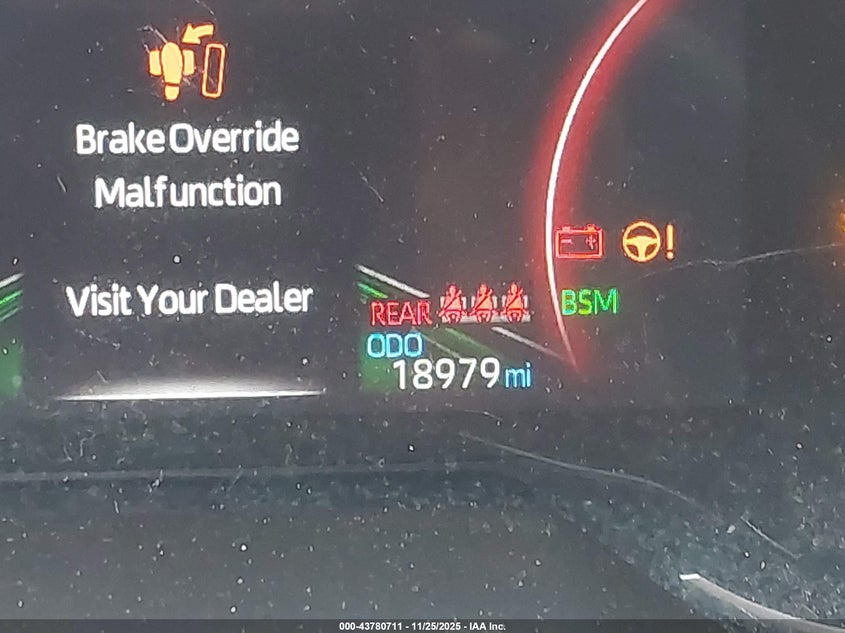 Brake Override
Malfunction
Visit Your Dealer
REAR
BSM
ODO
18979 mi
000-43780711 - 11/25/2025 - IAA Inc.